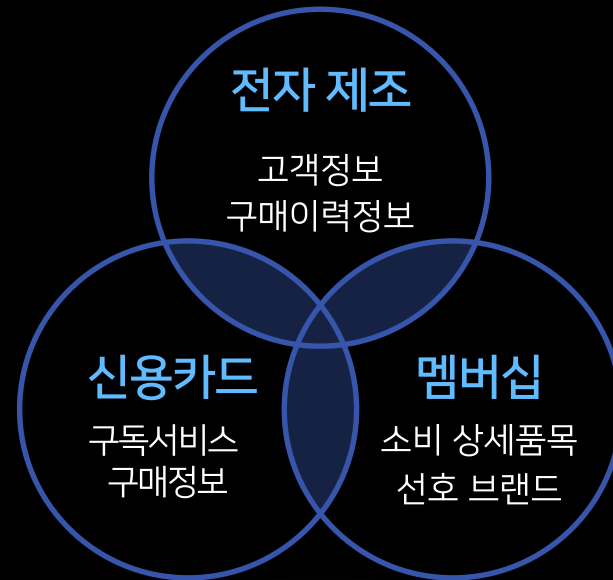 전자 제조
고객정보
구매이력정보
신용카드
구독서비스
구매정보
멤버십
소비 상세품목
선호 브랜드